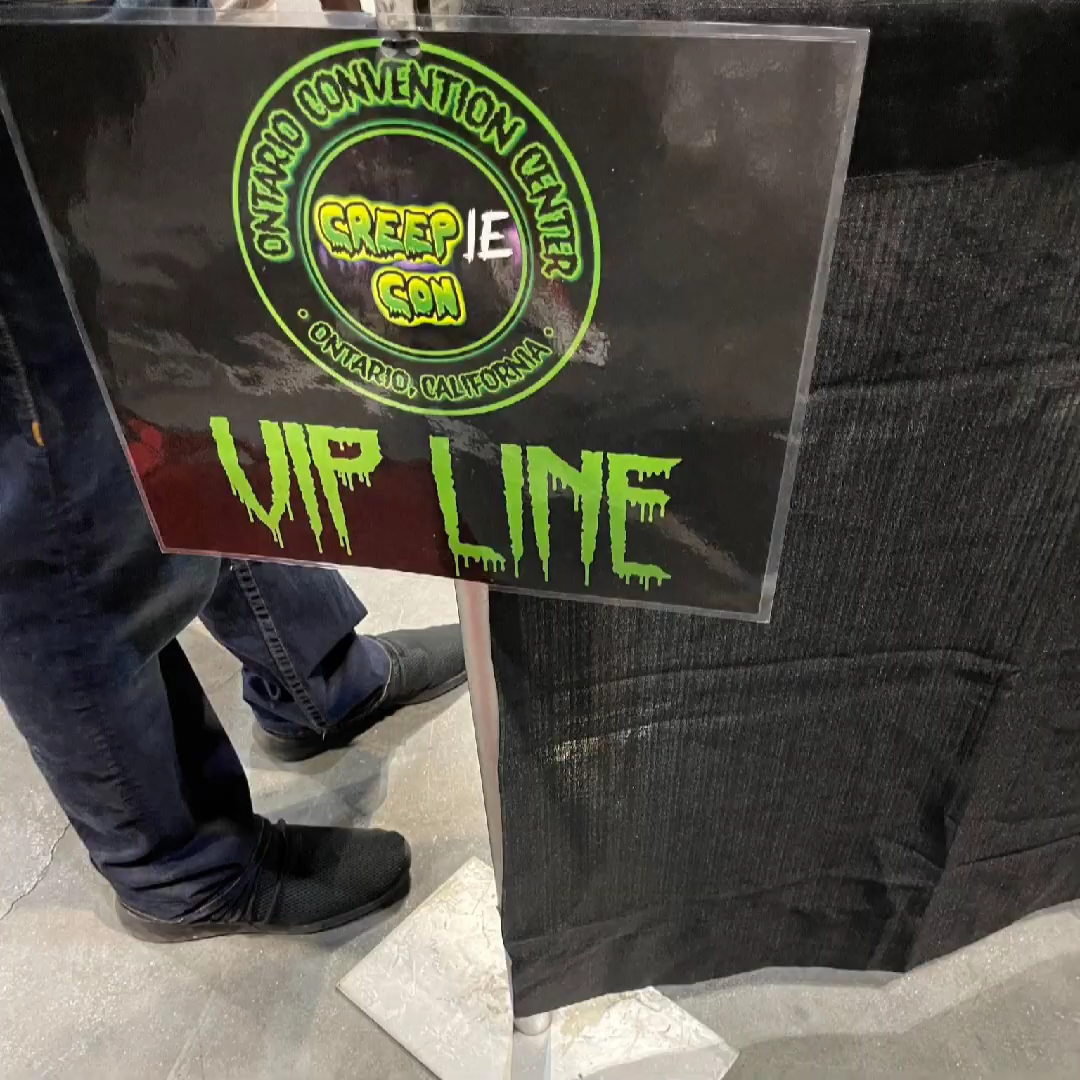 ONTARIO CONVENTION CENTER
CREEPIE
CON
· ONTARIO, CALIFORNIA ·
VIP LINE